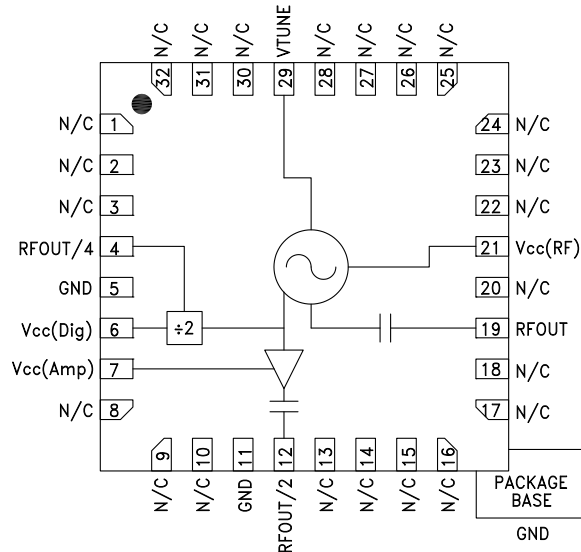 N/C N/C N/C VTUNE N/C N/C N/C N/C
32 31 30 29 28 27 26 25
N/C 1
N/C 2
N/C 3
RFOUT/4 4
GND 5
Vcc(Dig) 6
÷2
Vcc(Amp) 7
N/C 8
24 N/C
23 N/C
22 N/C
21 Vcc(RF)
20 N/C
19 RFOUT
18 N/C
17 N/C
9 10 11 12 13 14 15 16
N/C N/C GND RFOUT/2 N/C N/C N/C N/C
PACKAGE
BASE
GND